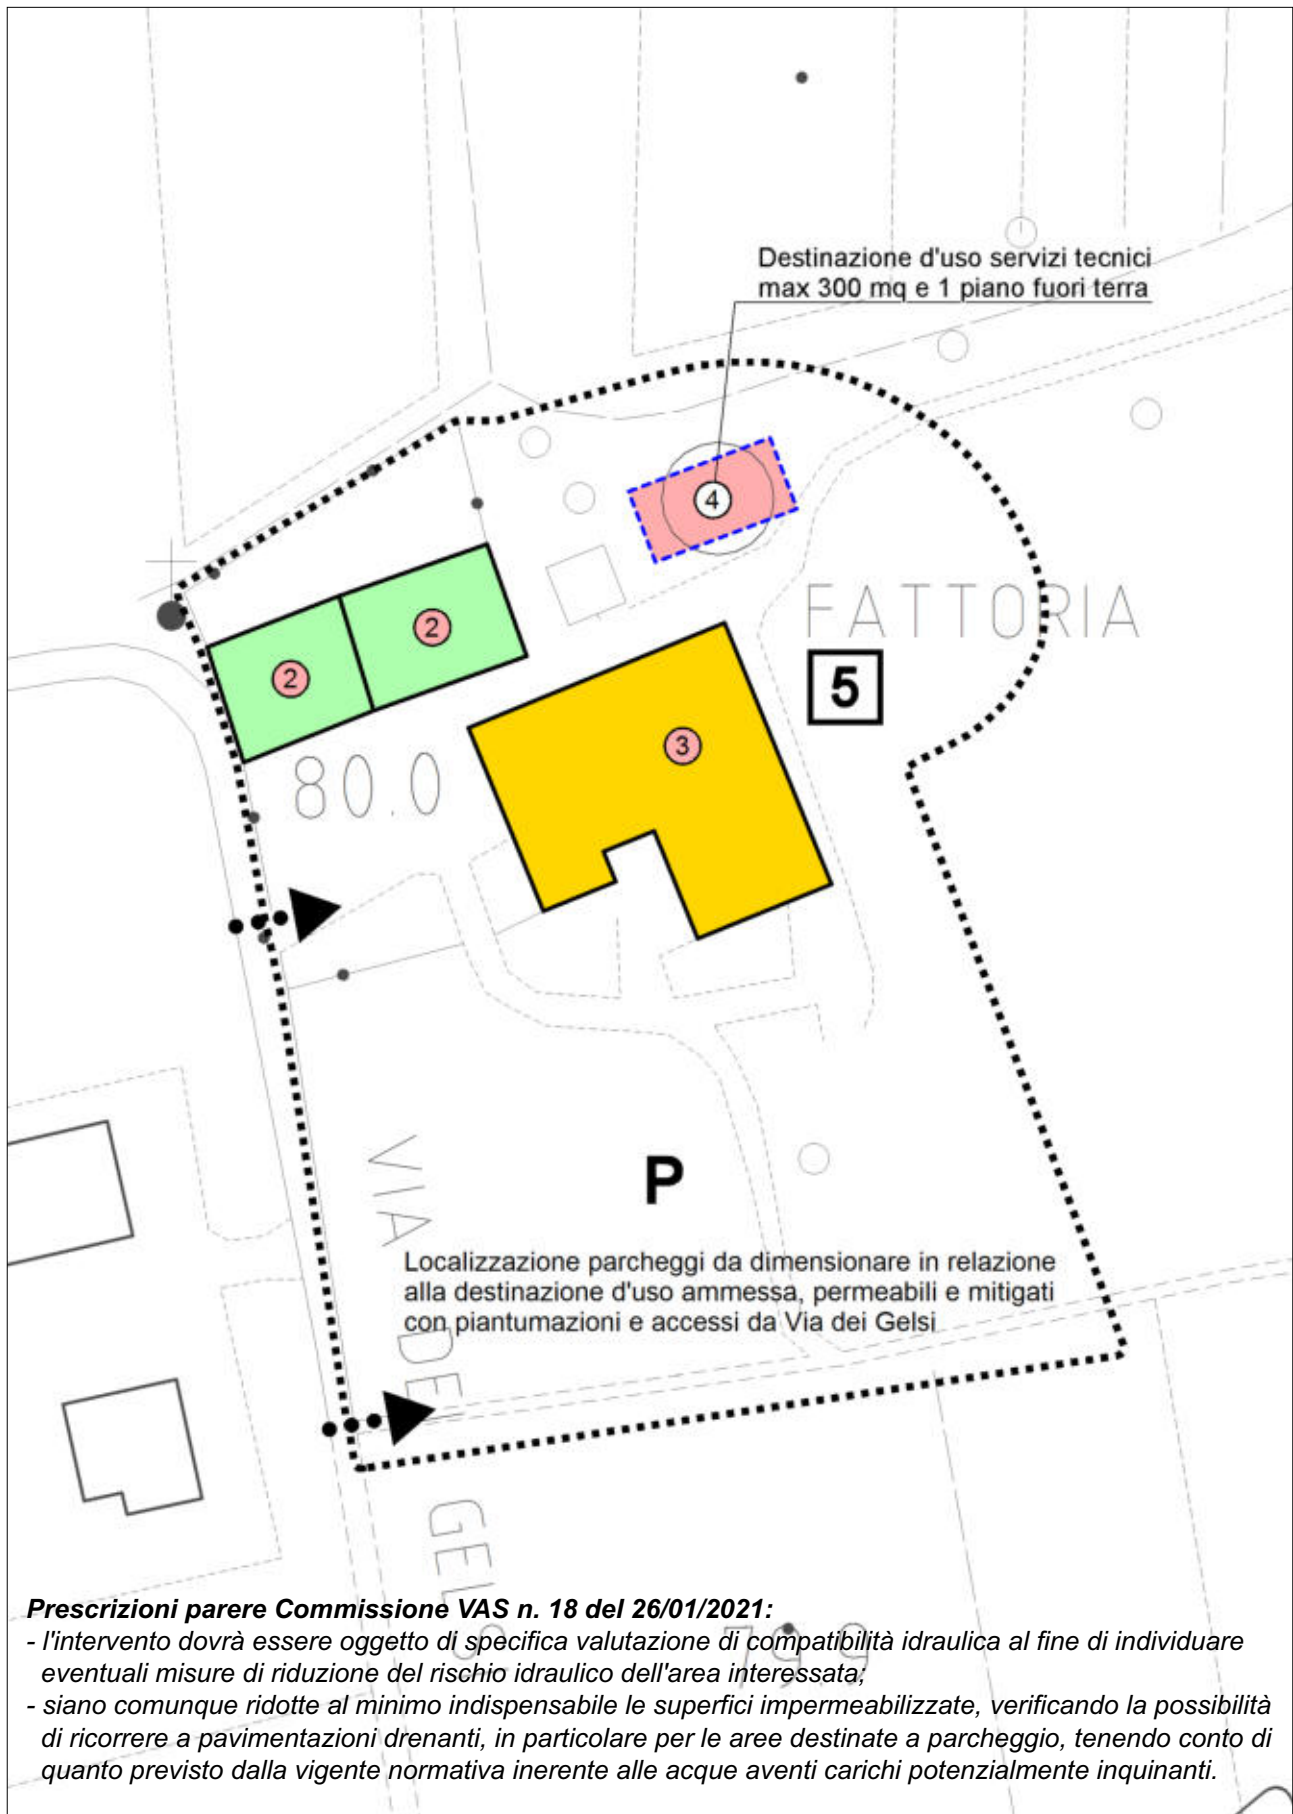 Destinazione d'uso servizi tecnici
max 300 mq e 1 piano fuori terra
4
FATTORIA
2
2
5
3
80.0
P
VIA DEI GELSI
Localizzazione parcheggi da dimensionare in relazione
alla destinazione d'uso ammessa, permeabili e mitigati
con piantumazioni e accessi da Via dei Gelsi
Prescrizioni parere Commissione VAS n. 18 del 26/01/2021:
- l'intervento dovrà essere oggetto di specifica valutazione di compatibilità idraulica al fine di individuare
eventuali misure di riduzione del rischio idraulico dell'area interessata;
79.9
- siano comunque ridotte al minimo indispensabile le superfici impermeabilizzate, verificando la possibilità
di ricorrere a pavimentazioni drenanti, in particolare per le aree destinate a parcheggio, tenendo conto di
quanto previsto dalla vigente normativa inerente alle acque aventi carichi potenzialmente inquinanti.